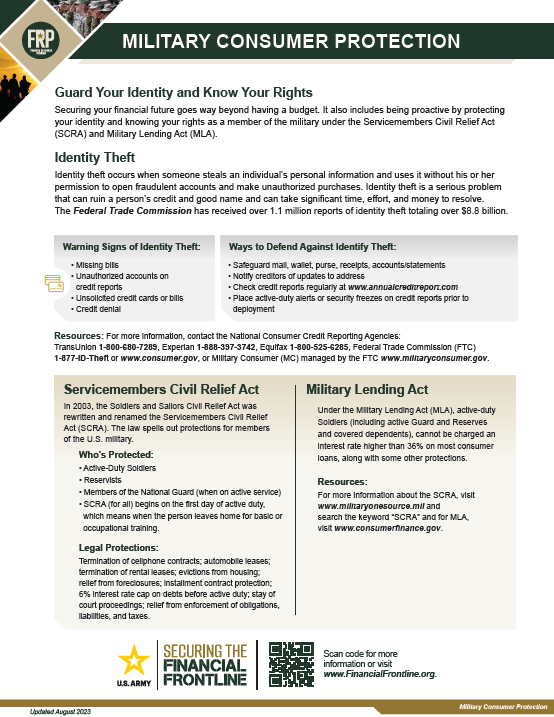 FRP
FINANCIAL READINESS
PROGRAM
MILITARY CONSUMER PROTECTION
Guard Your Identity and Know Your Rights
Securing your financial future goes way beyond having a budget. It also includes being proactive by protecting
your identity and knowing your rights as a member of the military under the Servicemembers Civil Relief Act
(SCRA) and Military Lending Act (MLA).
Identity Theft
Identity theft occurs when someone steals an individual's personal information and uses it without his or her
permission to open fraudulent accounts and make unauthorized purchases. Identity theft is a serious problem
that can ruin a person's credit and good name and can take significant time, effort, and money to resolve.
The Federal Trade Commission has received over 1.1 million reports of identity theft totaling over $8.8 billion.
Warning Signs of Identity Theft:
• Missing bills
• Unauthorized accounts on
credit reports
• Unsolicited credit cards or bills
• Credit denial
Ways to Defend Against Identify Theft:
• Safeguard mail, wallet, purse, receipts, accounts/statements
• Notify creditors of updates to address
• Check credit reports regularly at www.annualcreditreport.com
• Place active-duty alerts or security freezes on credit reports prior to
deployment
Resources: For more information, contact the National Consumer Credit Reporting Agencies:
TransUnion 1-800-680-7289, Experian 1-888-397-3742, Equifax 1-800-525-6285, Federal Trade Commission (FTC)
1-877-ID-Theft or www.consumer.gov, or Military Consumer (MC) managed by the FTC www.militaryconsumer.gov.
Servicemembers Civil Relief Act
In 2003, the Soldiers and Sailors Civil Relief Act was
rewritten and renamed the Servicemembers Civil Relief
Act (SCRA). The law spells out protections for members
of the U.S. military.
Who's Protected:
• Active-Duty Soldiers
• Reservists
• Members of the National Guard (when on active service)
• SCRA (for all) begins on the first day of active duty,
which means when the person leaves home for basic or
occupational training.
Legal Protections:
Termination of cellphone contracts; automobile leases;
termination of rental leases; evictions from housing;
relief from foreclosures; installment contract protection;
6% interest rate cap on debts before active duty; stay of
court proceedings; relief from enforcement of obligations,
liabilities, and taxes.
Military Lending Act
Under the Military Lending Act (MLA), active-duty
Soldiers (including active Guard and Reserves
and covered dependents), cannot be charged an
interest rate higher than 36% on most consumer
loans, along with some other protections.
Resources:
For more information about the SCRA, visit
www.militaryonesource.mil and
search the keyword "SCRA" and for MLA,
visit www.consumerfinance.gov.
U.S. ARMY
SECURING THE
FINANCIAL
FRONTLINE
Scan code for more
information or visit
www.FinancialFrontline.org.
Military Consumer Protection
Updated August 2023